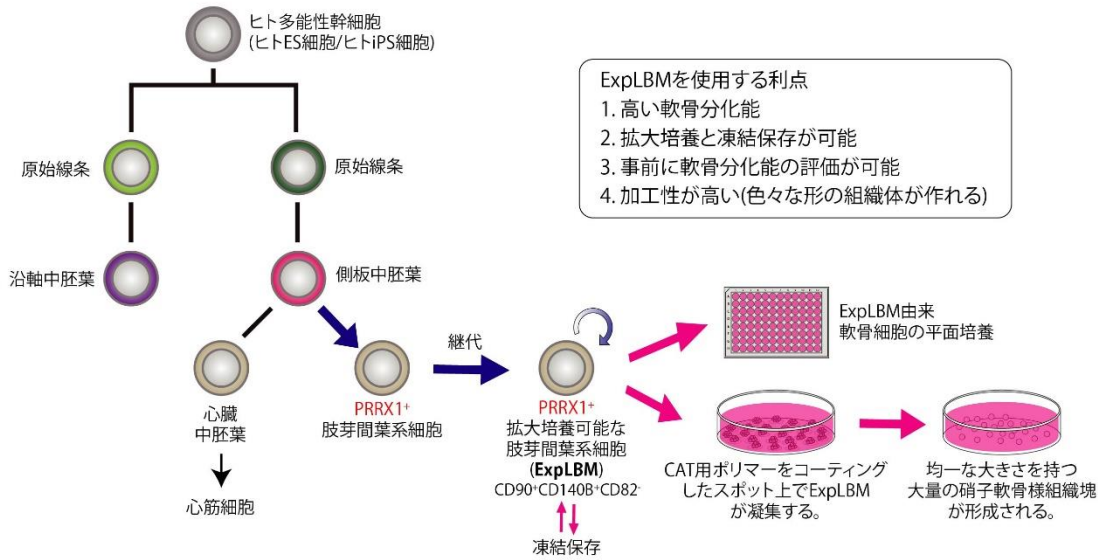 ヒト多能性幹細胞
(ヒトES細胞/ヒトiPS細胞)
ExpLBMを使用する利点
1. 高い軟骨分化能
2. 拡大培養と凍結保存が可能
3. 事前に軟骨分化能の評価が可能
4. 加工性が高い(色々な形の組織体が作れる)
原始線条
原始線条
沿軸中胚葉
側板中胚葉
心臓
中胚葉
心筋細胞
PRRX1⁺
肢芽間葉系細胞
継代
PRRX1⁺
拡大培養可能な
肢芽間葉系細胞
(ExpLBM)
CD90⁺CD140B⁺CD82⁻
凍結保存
ExpLBM由来
軟骨細胞の平面培養
CAT用ポリマーをコーティング
したスポット上でExpLBM
が凝集する。
均一な大きさを持つ
大量の硝子軟骨様組織塊
が形成される。